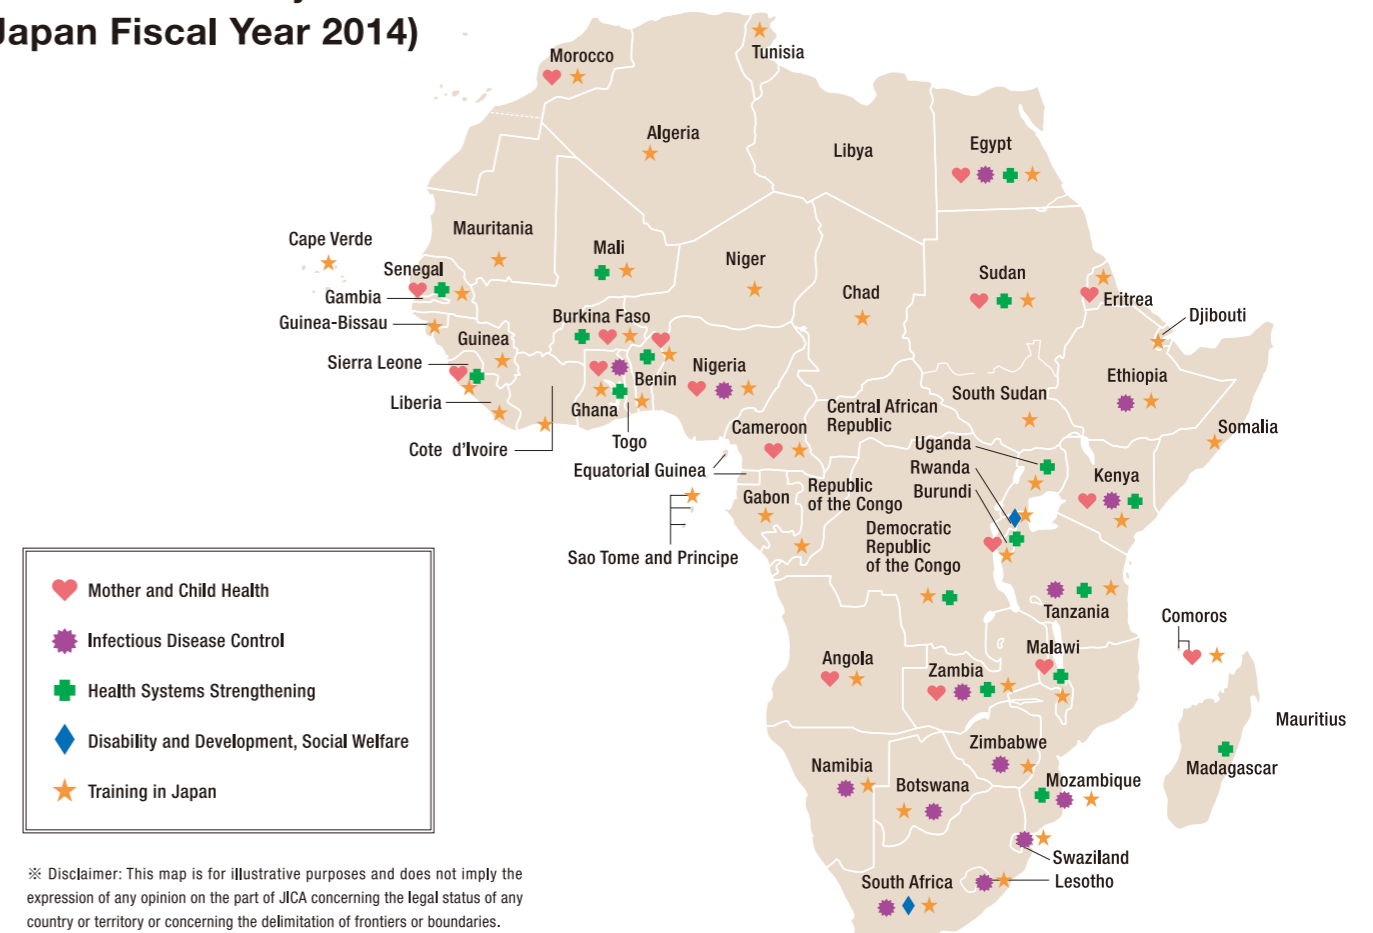 Japan Fiscal Year 2014)
Tunisia
Morocco
Algeria
Libya
Egypt
Mauritania
Cape Verde
Mali
Niger
Senegal
Sudan
Chad
Gambia
Eritrea
Djibouti
Guinea-Bissau
Burkina Faso
Guinea
Sierra Leone
Nigeria
Benin
Ethiopia
South Sudan
Liberia
Ghana
Central African
Republic
Cameroon
Somalia
Togo
Cote d'Ivoire
Uganda
Equatorial Guinea
Rwanda
Kenya
Burundi
Gabon
Republic
of the Congo
Democratic
Republic
of the Congo
Sao Tome and Principe
Tanzania
Comoros
Malawi
Angola
Zambia
Mauritius
Zimbabwe
Namibia
Madagascar
Botswana
Mozambique
Swaziland
Lesotho
South Africa
Mother and Child Health
Infectious Disease Control
Health Systems Strengthening
Disability and Development, Social Welfare
Training in Japan
※ Disclaimer: This map is for illustrative purposes and does not imply the
expression of any opinion on the part of JICA concerning the legal status of any
country or territory or concerning the delimitation of frontiers or boundaries.